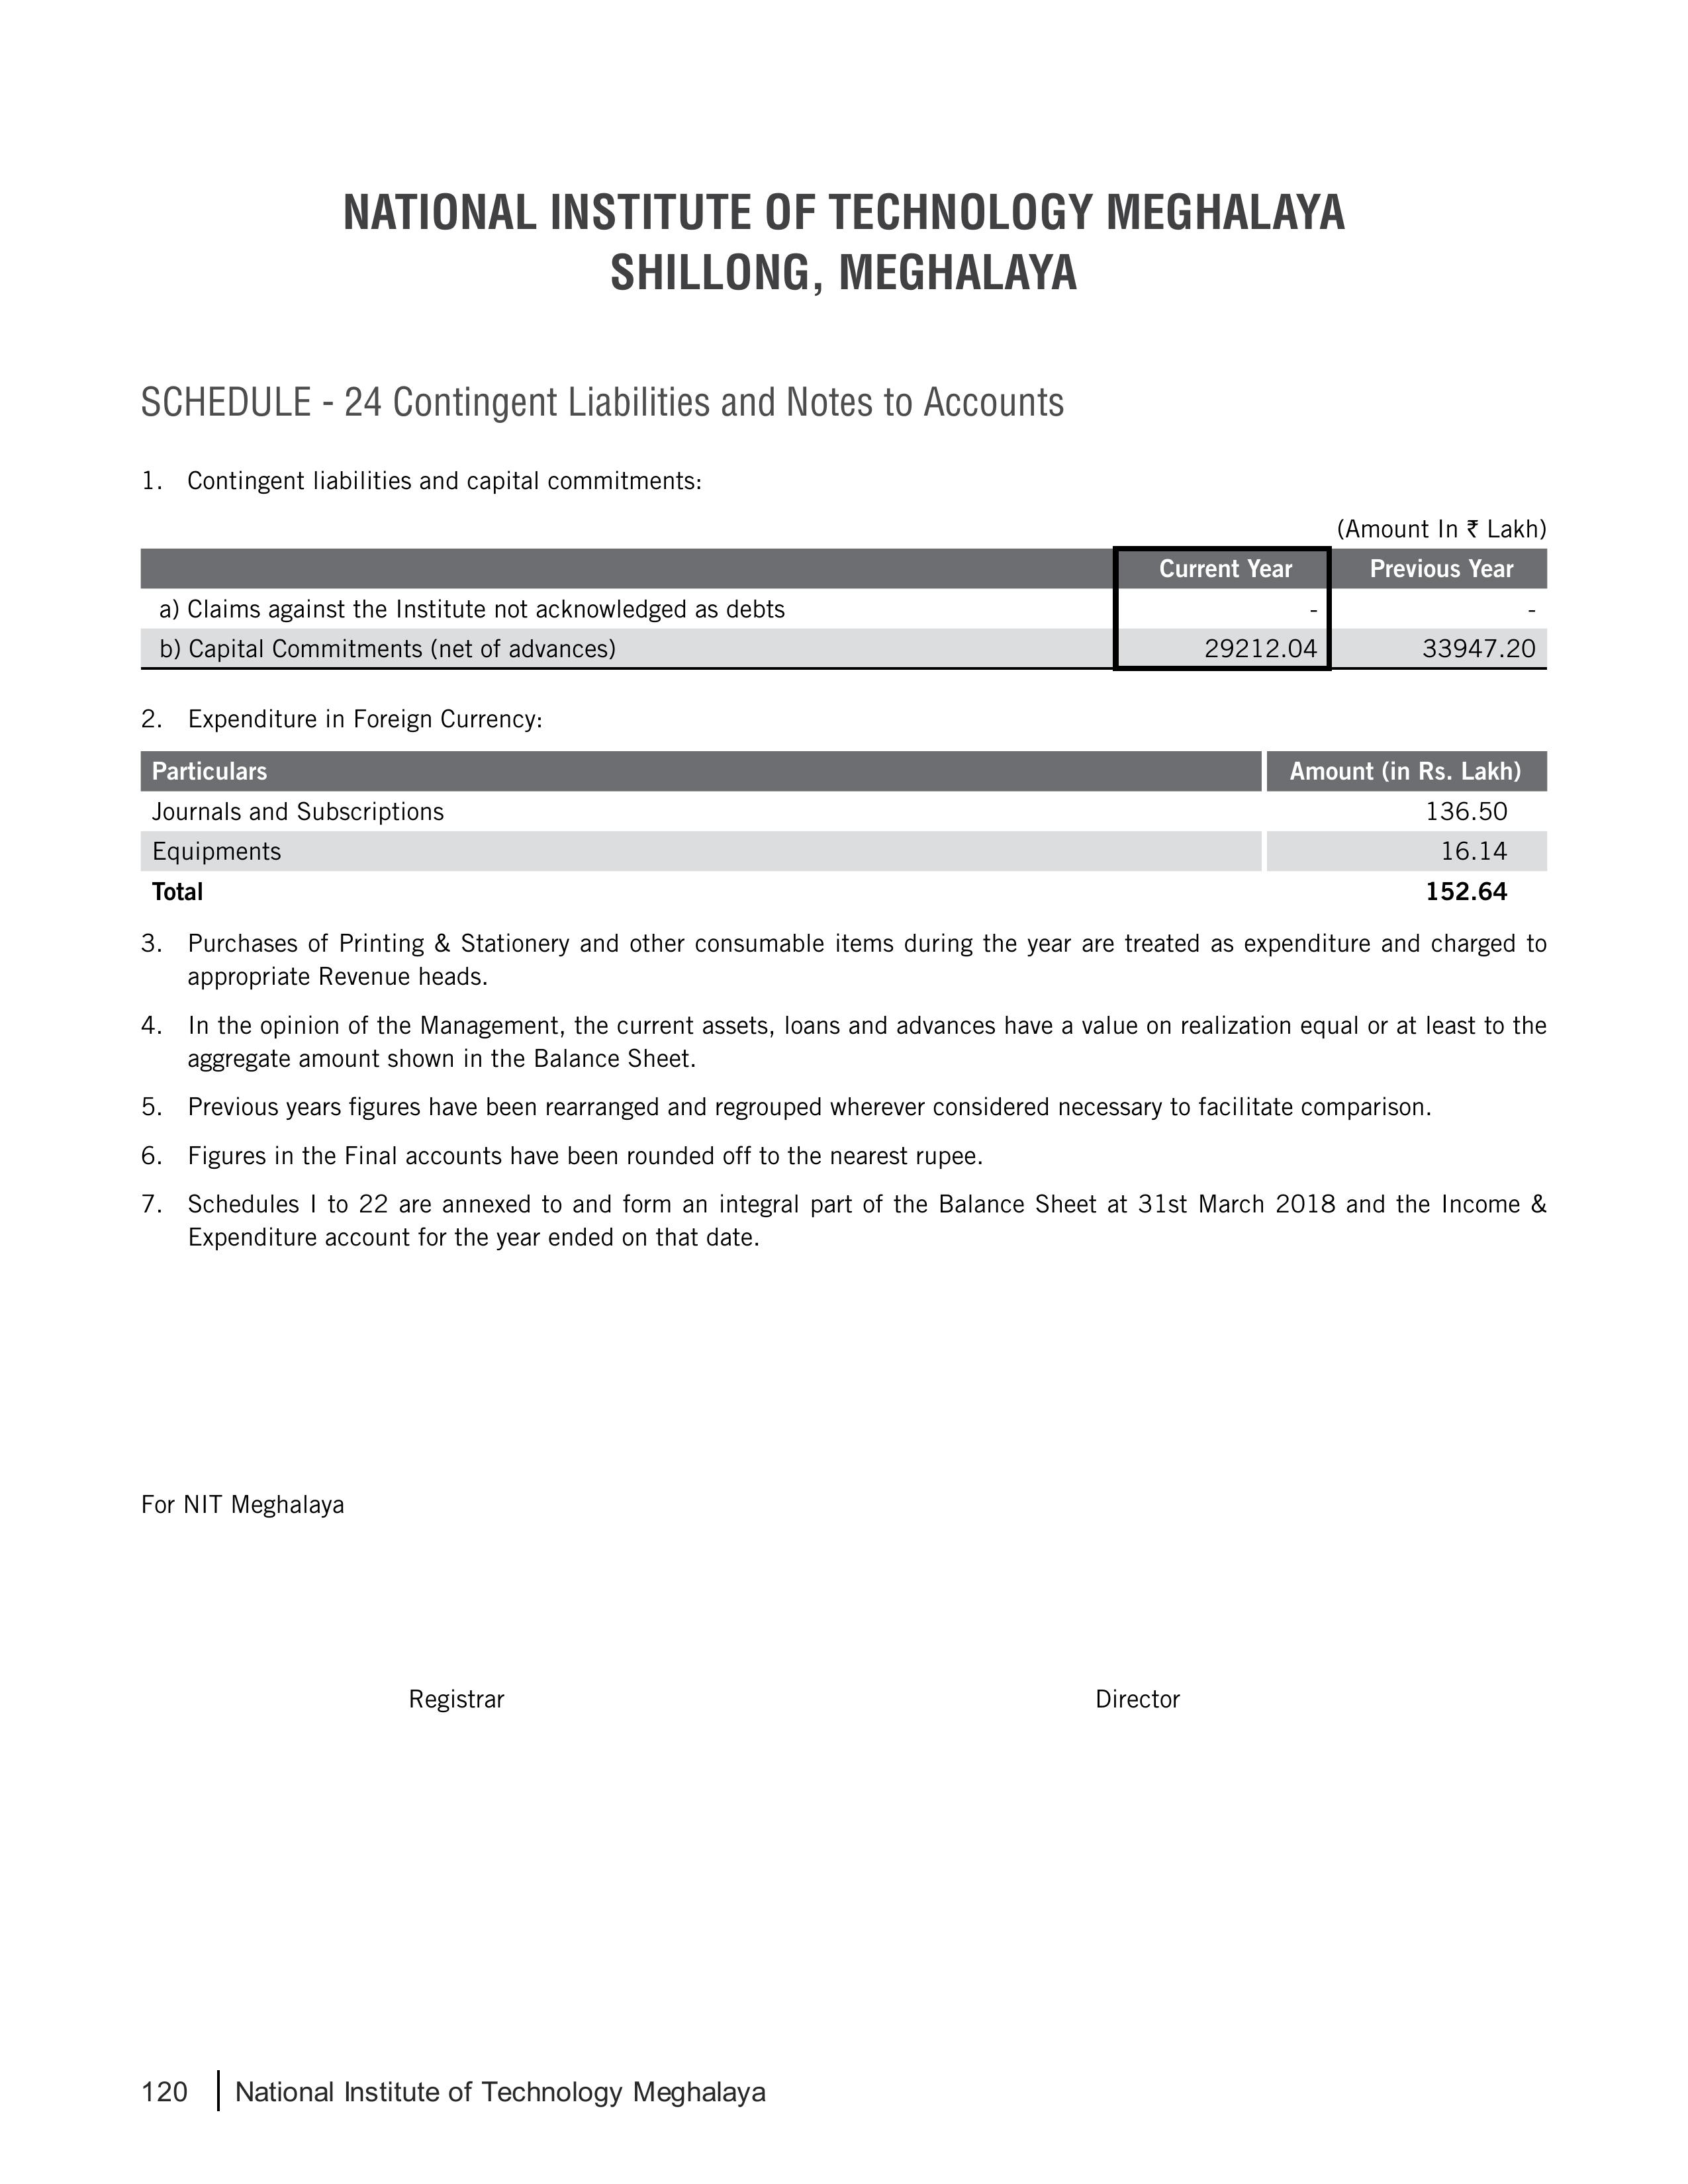 NATIONAL INSTITUTE OF TECHNOLOGY MEGHALAYA
SHILLONG, MEGHALAYA
SCHEDULE - 24 Contingent Liabilities and Notes to Accounts
1. Contingent liabilities and capital commitments:
(Amount In ₹ Lakh)
Current Year Previous Year
a) Claims against the Institute not acknowledged as debts - -
b) Capital Commitments (net of advances) 29212.04 33947.20
2. Expenditure in Foreign Currency:
Particulars Amount (in Rs. Lakh)
Journals and Subscriptions 136.50
Equipments 16.14
Total 152.64
3. Purchases of Printing & Stationery and other consumable items during the year are treated as expenditure and charged to
appropriate Revenue heads.
4. In the opinion of the Management, the current assets, loans and advances have a value on realization equal or at least to the
aggregate amount shown in the Balance Sheet.
5. Previous years figures have been rearranged and regrouped wherever considered necessary to facilitate comparison.
6. Figures in the Final accounts have been rounded off to the nearest rupee.
7. Schedules I to 22 are annexed to and form an integral part of the Balance Sheet at 31st March 2018 and the Income &
Expenditure account for the year ended on that date.
For NIT Meghalaya
Registrar Director
120 National Institute of Technology Meghalaya